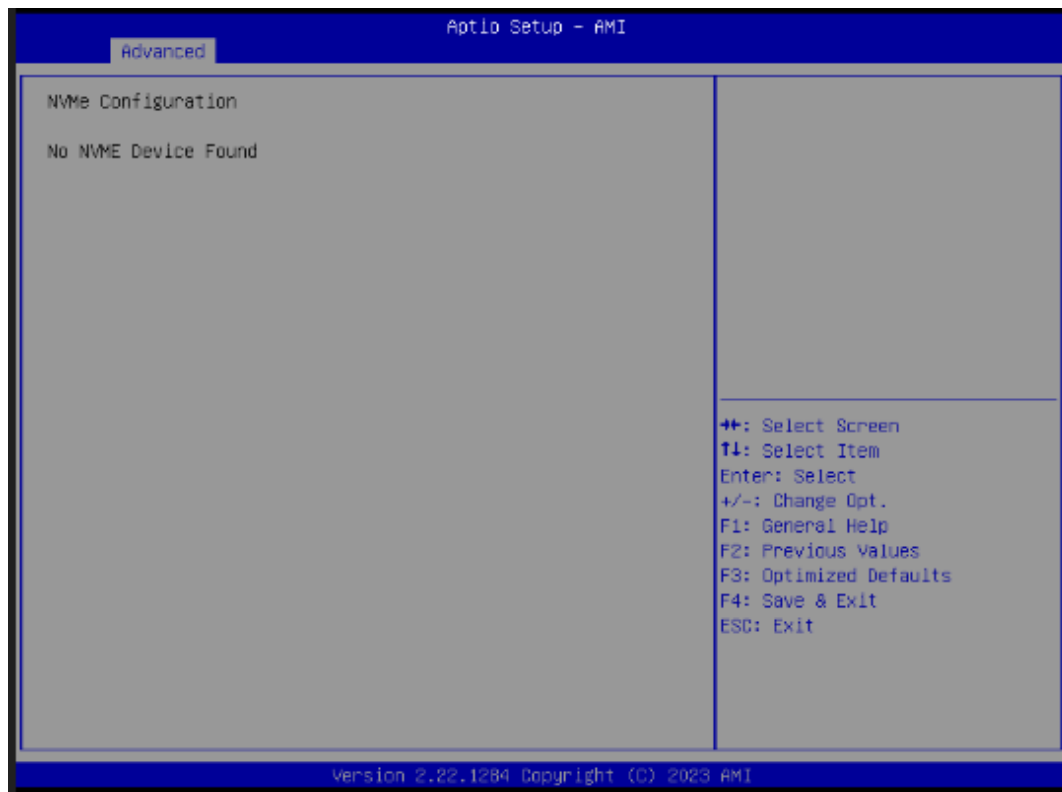 Aptio Setup - AMI
Advanced
NVMe Configuration
No NVME Device Found
→←: Select Screen
↑↓: Select Item
Enter: Select
+/-: Change Opt.
F1: General Help
F2: Previous Values
F3: Optimized Defaults
F4: Save & Exit
ESC: Exit
Version 2.22.1284 Copyright (C) 2023 AMI